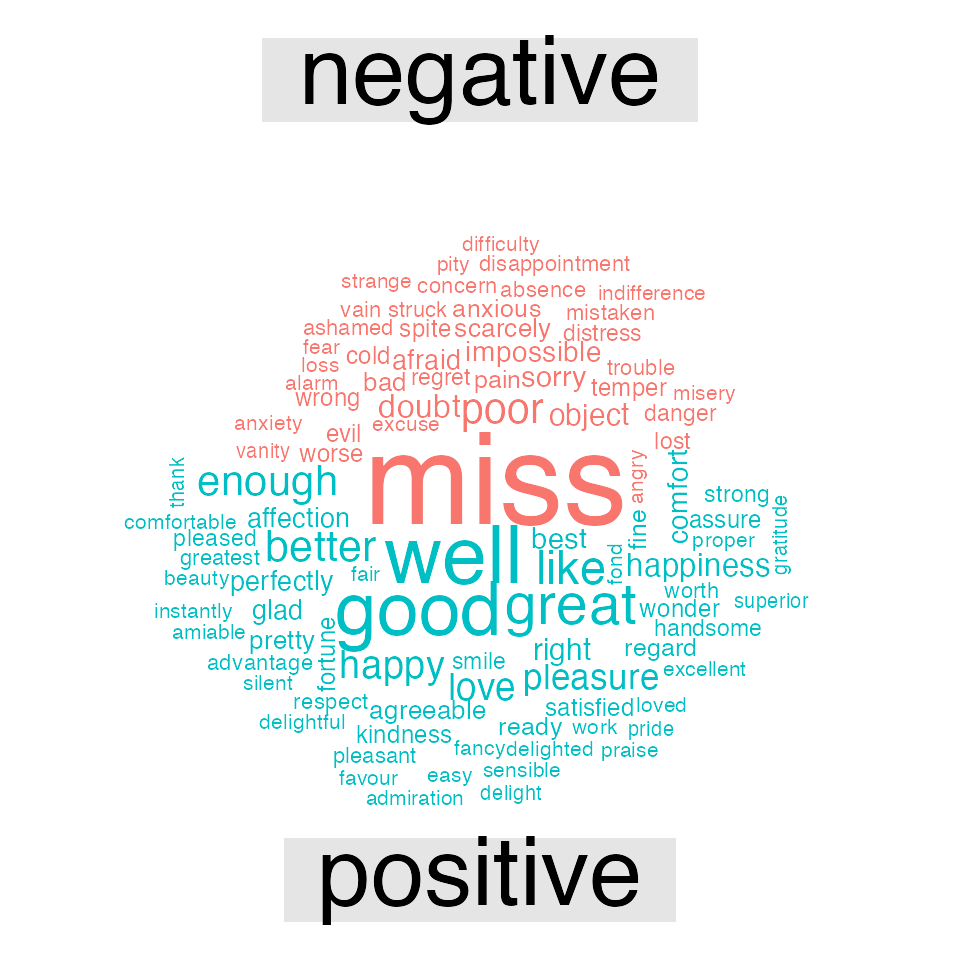 negative
difficulty
pity disappointment
strange concern absence indifference
vain struck anxious mistaken
ashamed spite scarcely distress
fear cold afraid impossible
loss alarm bad regret pain sorry trouble
wrong doubt poor object temper misery
anxiety evil excuse danger
vanity worse miss angry lost
thank enough comfort strong
comfortable affection fine assure gratitude
pleased better well best proper
greatest like fond happiness
beauty perfectly fair worth
instantly glad good great wonder superior
amiable pretty fortune right regard handsome
advantage happy smile pleasure excellent
silent love
respect agreeable satisfied loved
delightful kindness ready work pride
pleasant fancy delighted praise
favour easy sensible
admiration delight
positive